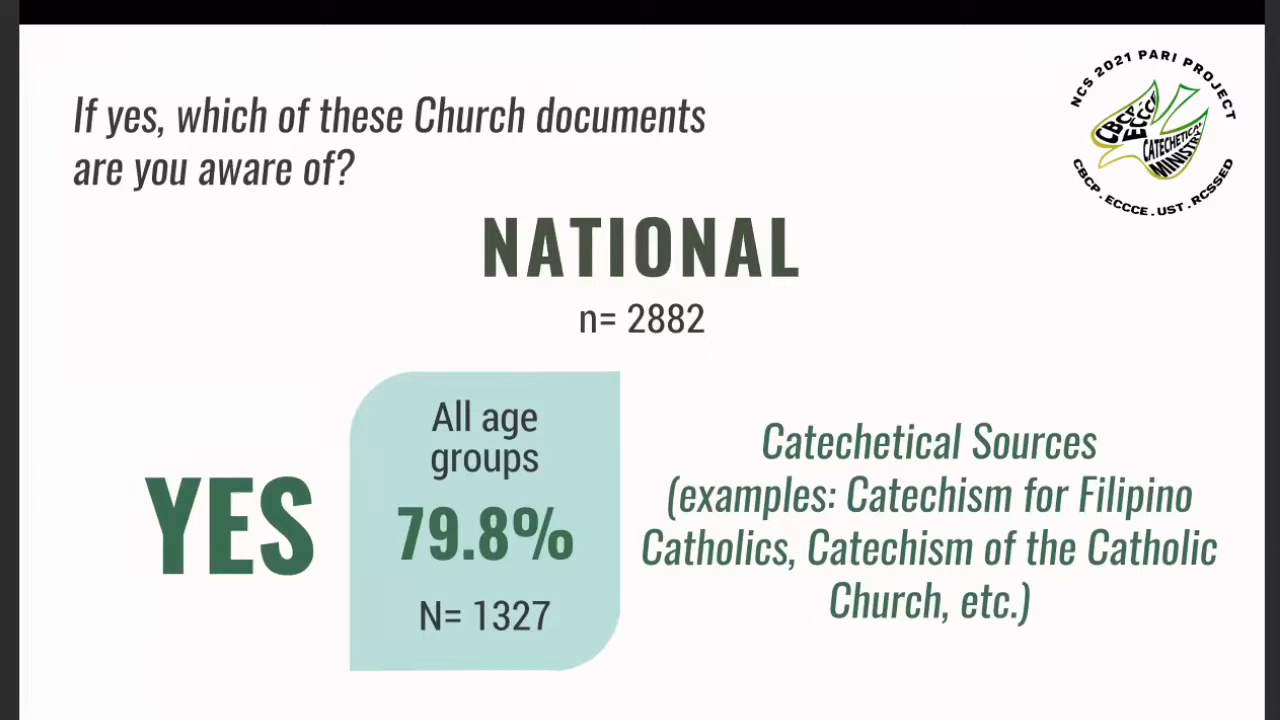 If yes, which of these Church documents
are you aware of?
NCS 2021 PARI PROJECT
CBCP ECCCE
CATECHETICAL MINISTRY
CBCP . ECCCE . UST . RCSSED
NATIONAL
n= 2882
YES
All age
groups
79.8%
N= 1327
Catechetical Sources
(examples: Catechism for Filipino
Catholics, Catechism of the Catholic
Church, etc.)